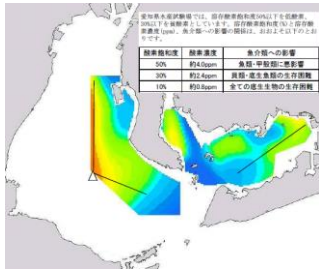 愛知県水産試験場では、溶存酸素飽和度50%以下を低酸素、
30%以下を貧酸素としています。溶存酸素飽和度(%)と溶存酸
素濃度(ppm)、魚介類への影響の関係は、おおよそ以下のとお
りです。
酸素飽和度 酸素濃度 魚介類への影響
50% 約4.0ppm 魚類・甲殻類に悪影響
30% 約2.4ppm 貝類・底生魚類の生存困難
10% 約0.8ppm 全ての底生生物の生存困難